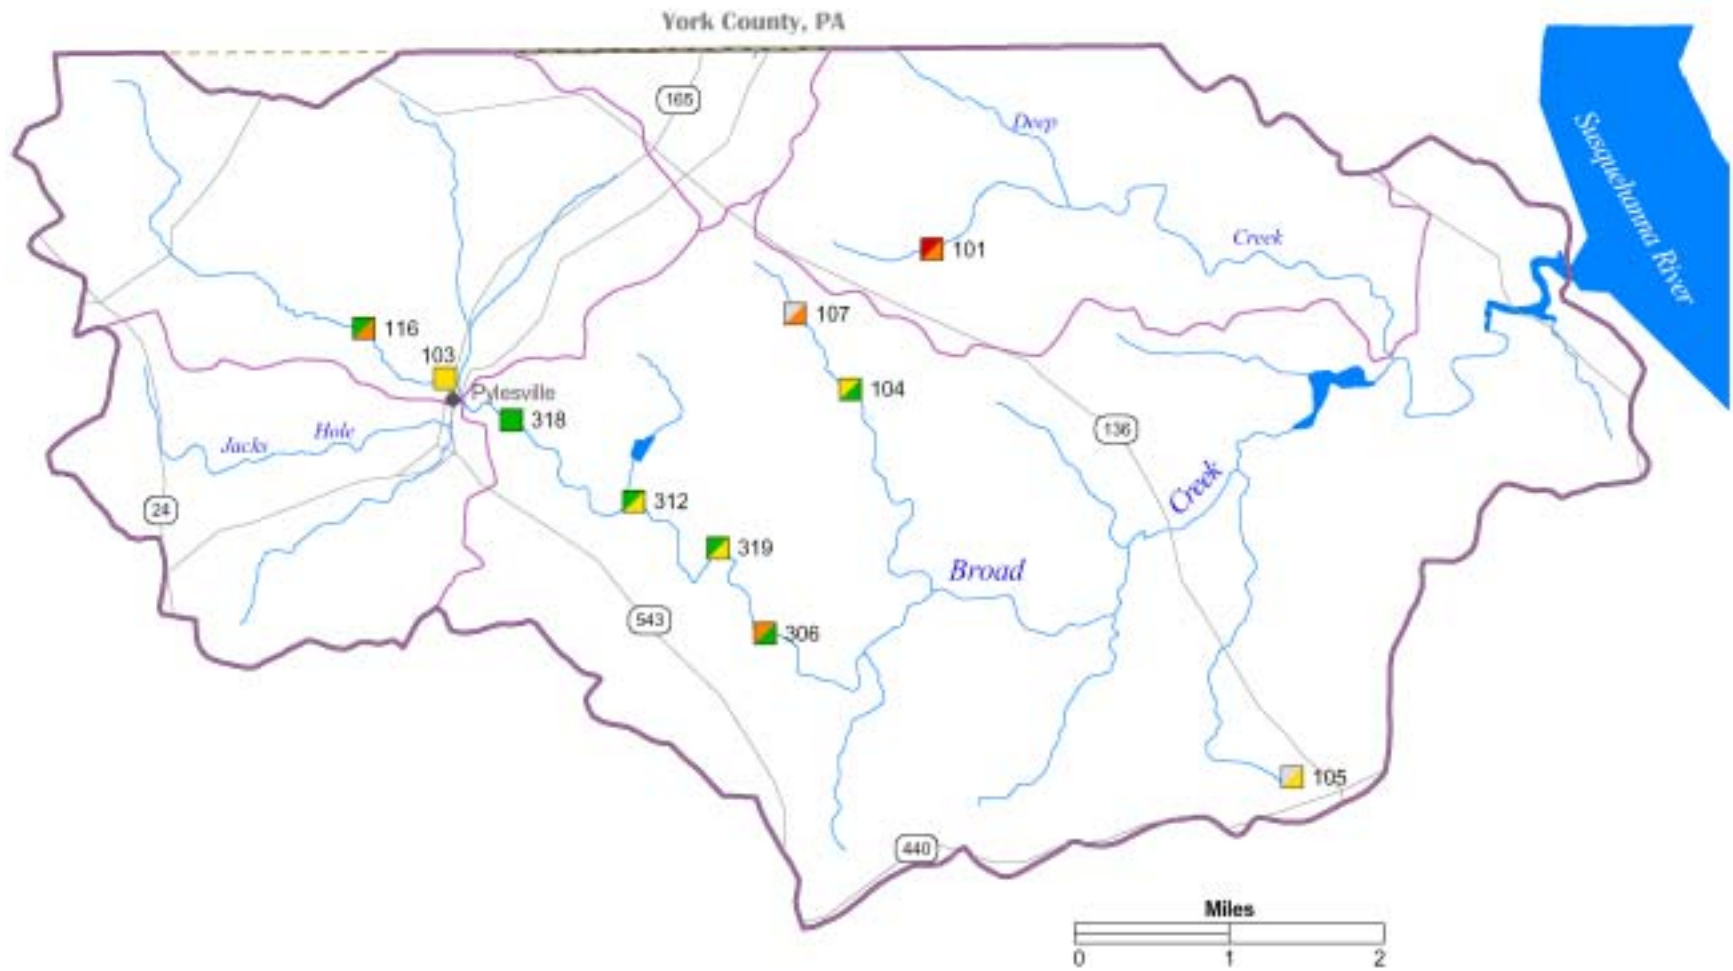 York County, PA
165
Deep
Susquehanna River
Creek
101
107
116
103
Pylesville
104
318
136
Jacks
Hole
Creek
24
312
319
Broad
543
306
105
440
Miles
0 1 2